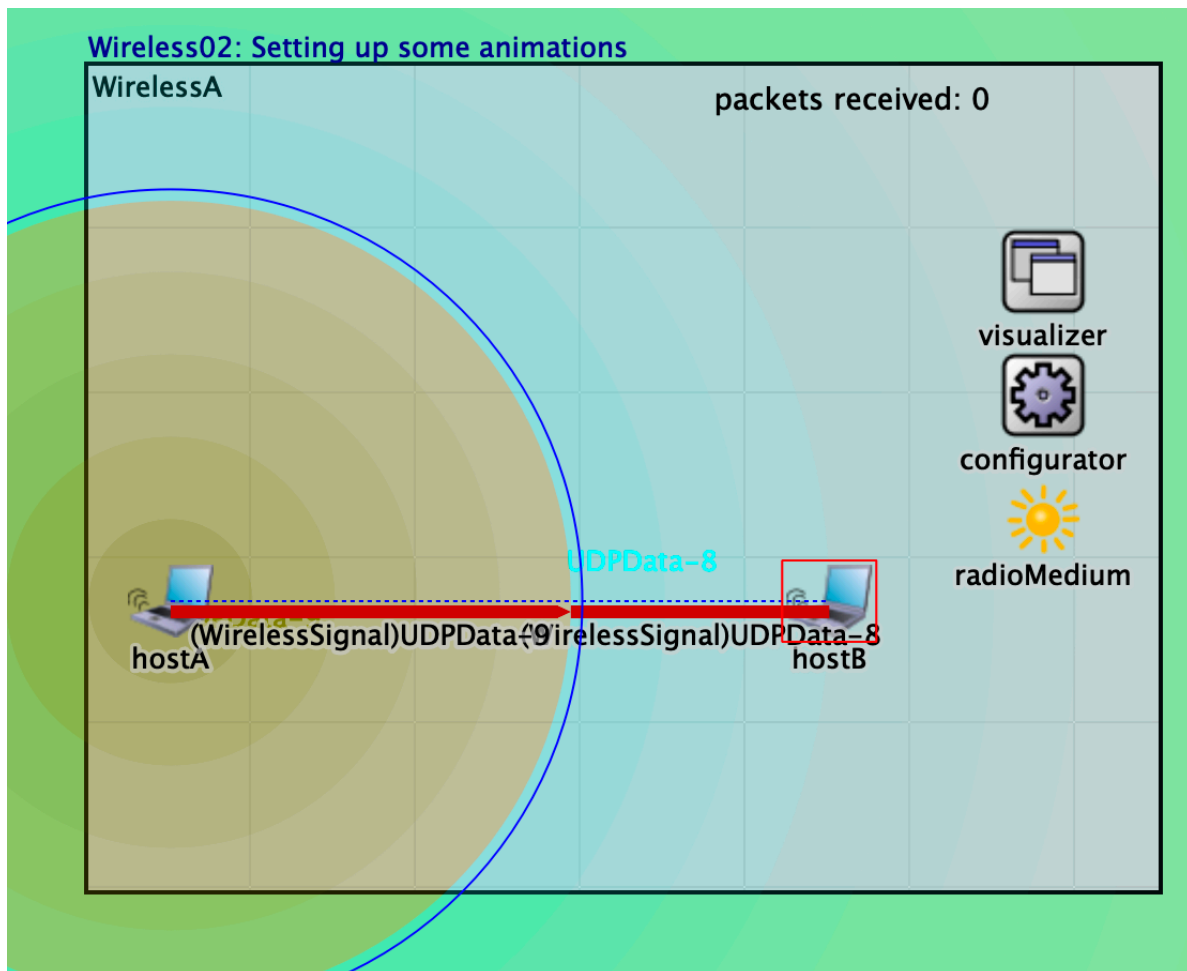 Wireless02: Setting up some animations
WirelessA
packets received: 0
visualizer
configurator
radioMedium
UDPData-8
(WirelessSignal)UDPData-
(WirelessSignal)UDPData-8
hostA
hostB